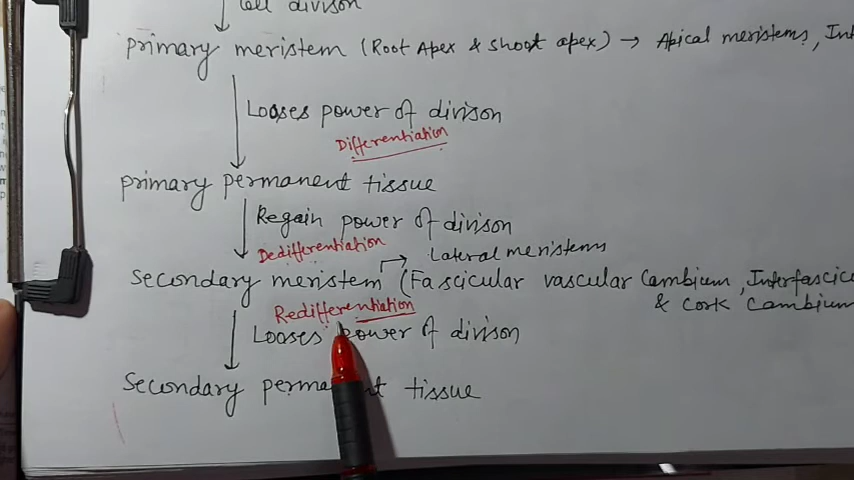 Cell divison
primary meristem (Root Apex & shoot apex) → Apical meristems, Int
Looses power of divison
Differentiation
primary permanent tissue
Regain power of divison
Dedifferentiation
Lateral meristems
Secondary meristem (Fascicular vascular Cambium, Interfascic
& Cork Cambium
Redifferentiation
Looses power of divison
Secondary permanent tissue